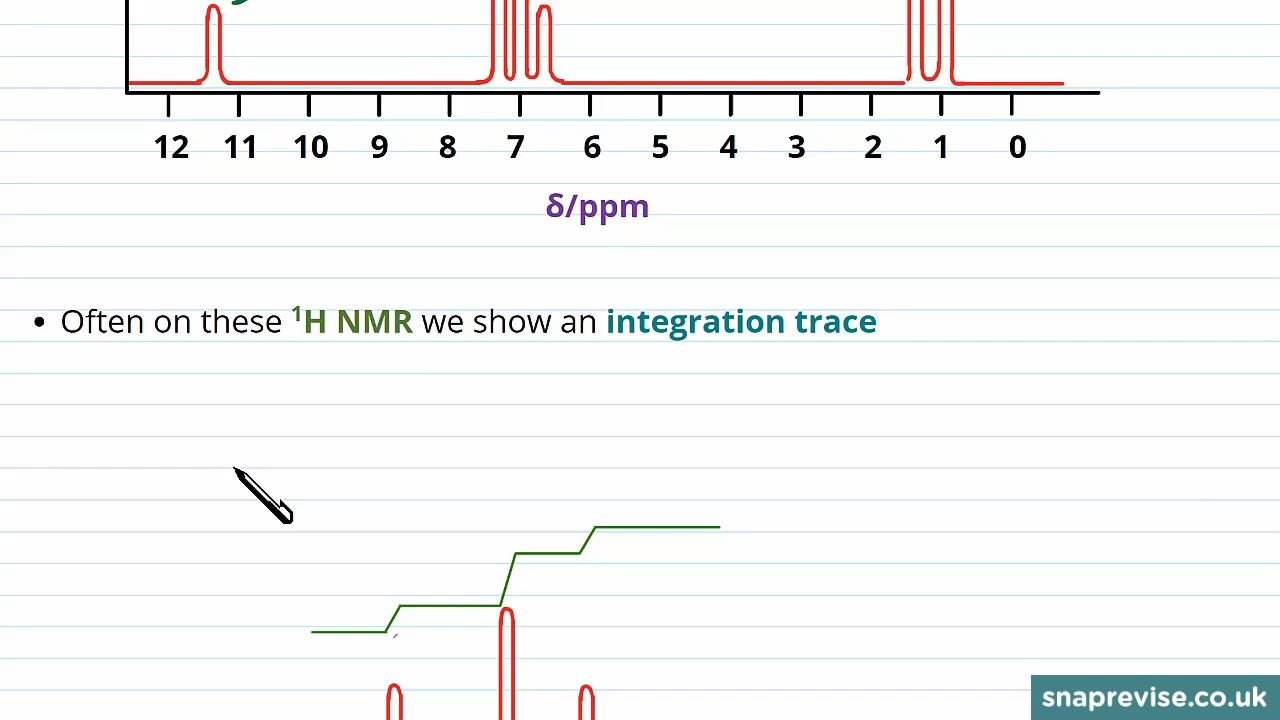 12 11 10 9 8 7 6 5 4 3 2 1 0
δ/ppm
• Often on these ¹H NMR we show an integration trace
snaprevise.co.uk